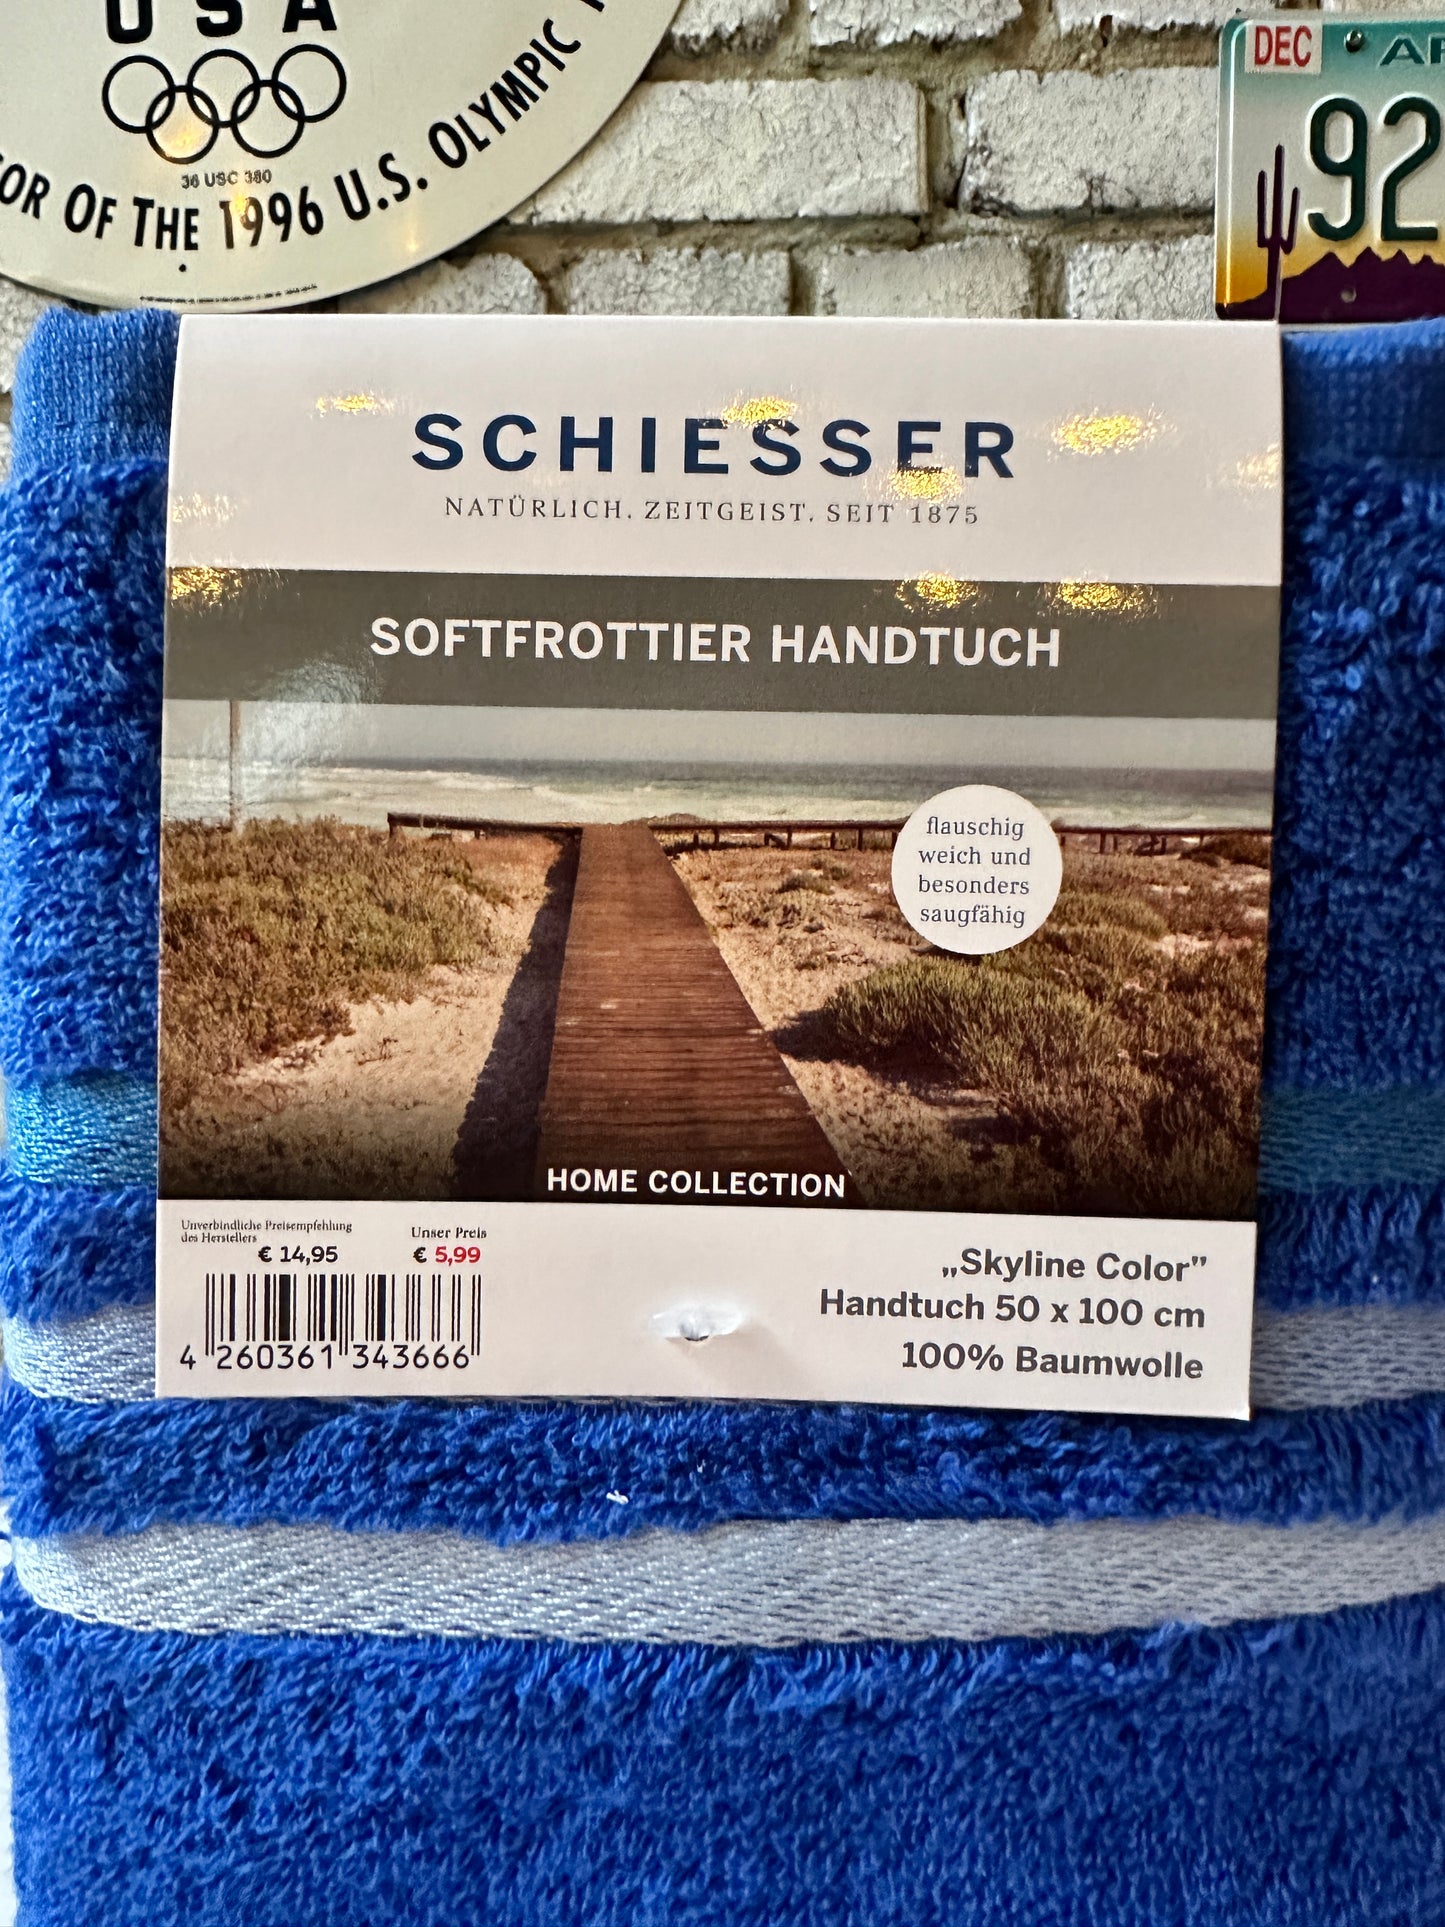 USA
36 USC 380
OR OF THE 1996 U.S. OLYMPIC
DEC
92
SCHIESSER
NATÜRLICH. ZEITGEIST. SEIT 1875
SOFTFROTTIER HANDTUCH
flauschig
weich und
besonders
saugfähig
HOME COLLECTION
Unverbindliche Preisempfehlung
des Herstellers
€ 14,95
Unser Preis
€ 5,99
4 260361 343666
„Skyline Color”
Handtuch 50 x 100 cm
100% Baumwolle